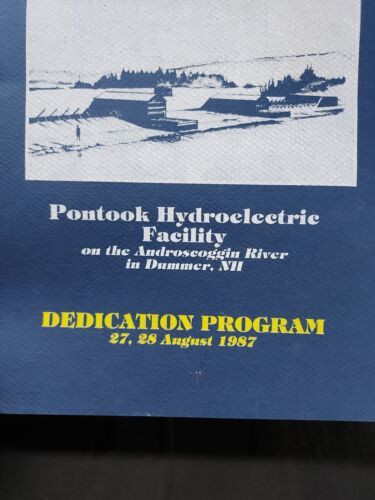 Pontook Hydroelectric
Facility
on the Androscoggin River
in Dummer, NH
DEDICATION PROGRAM
27, 28 August 1987